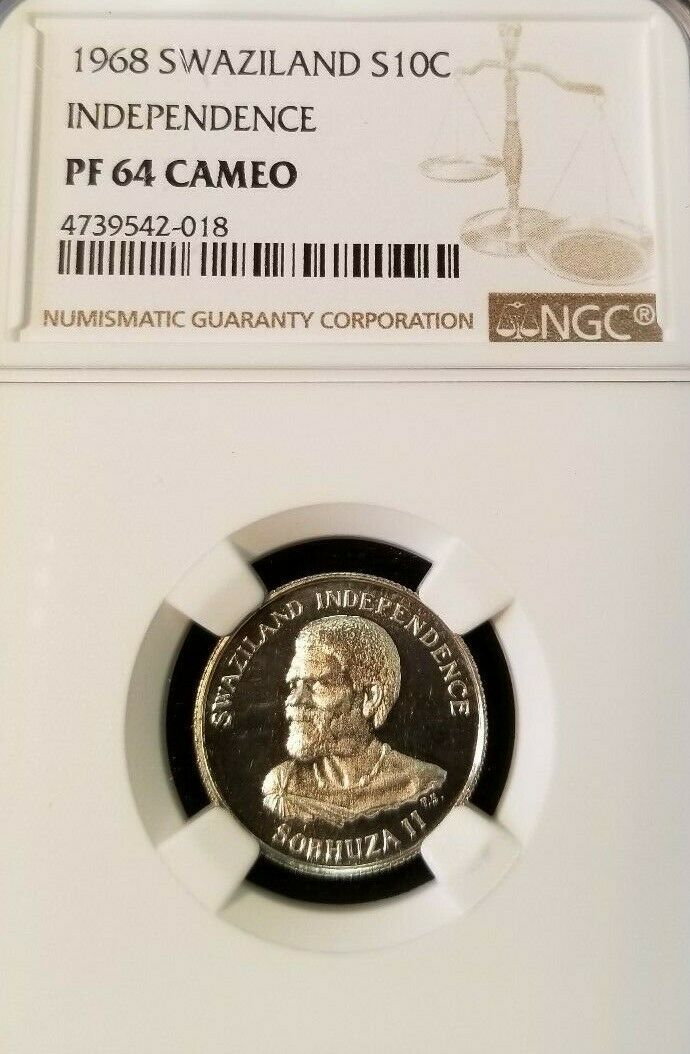 1968 SWAZILAND S10C
INDEPENDENCE
PF 64 CAMEO
4739542-018
NUMISMATIC GUARANTY CORPORATION
NGC®
SWAZILAND INDEPENDENCE
SOBHUZA II